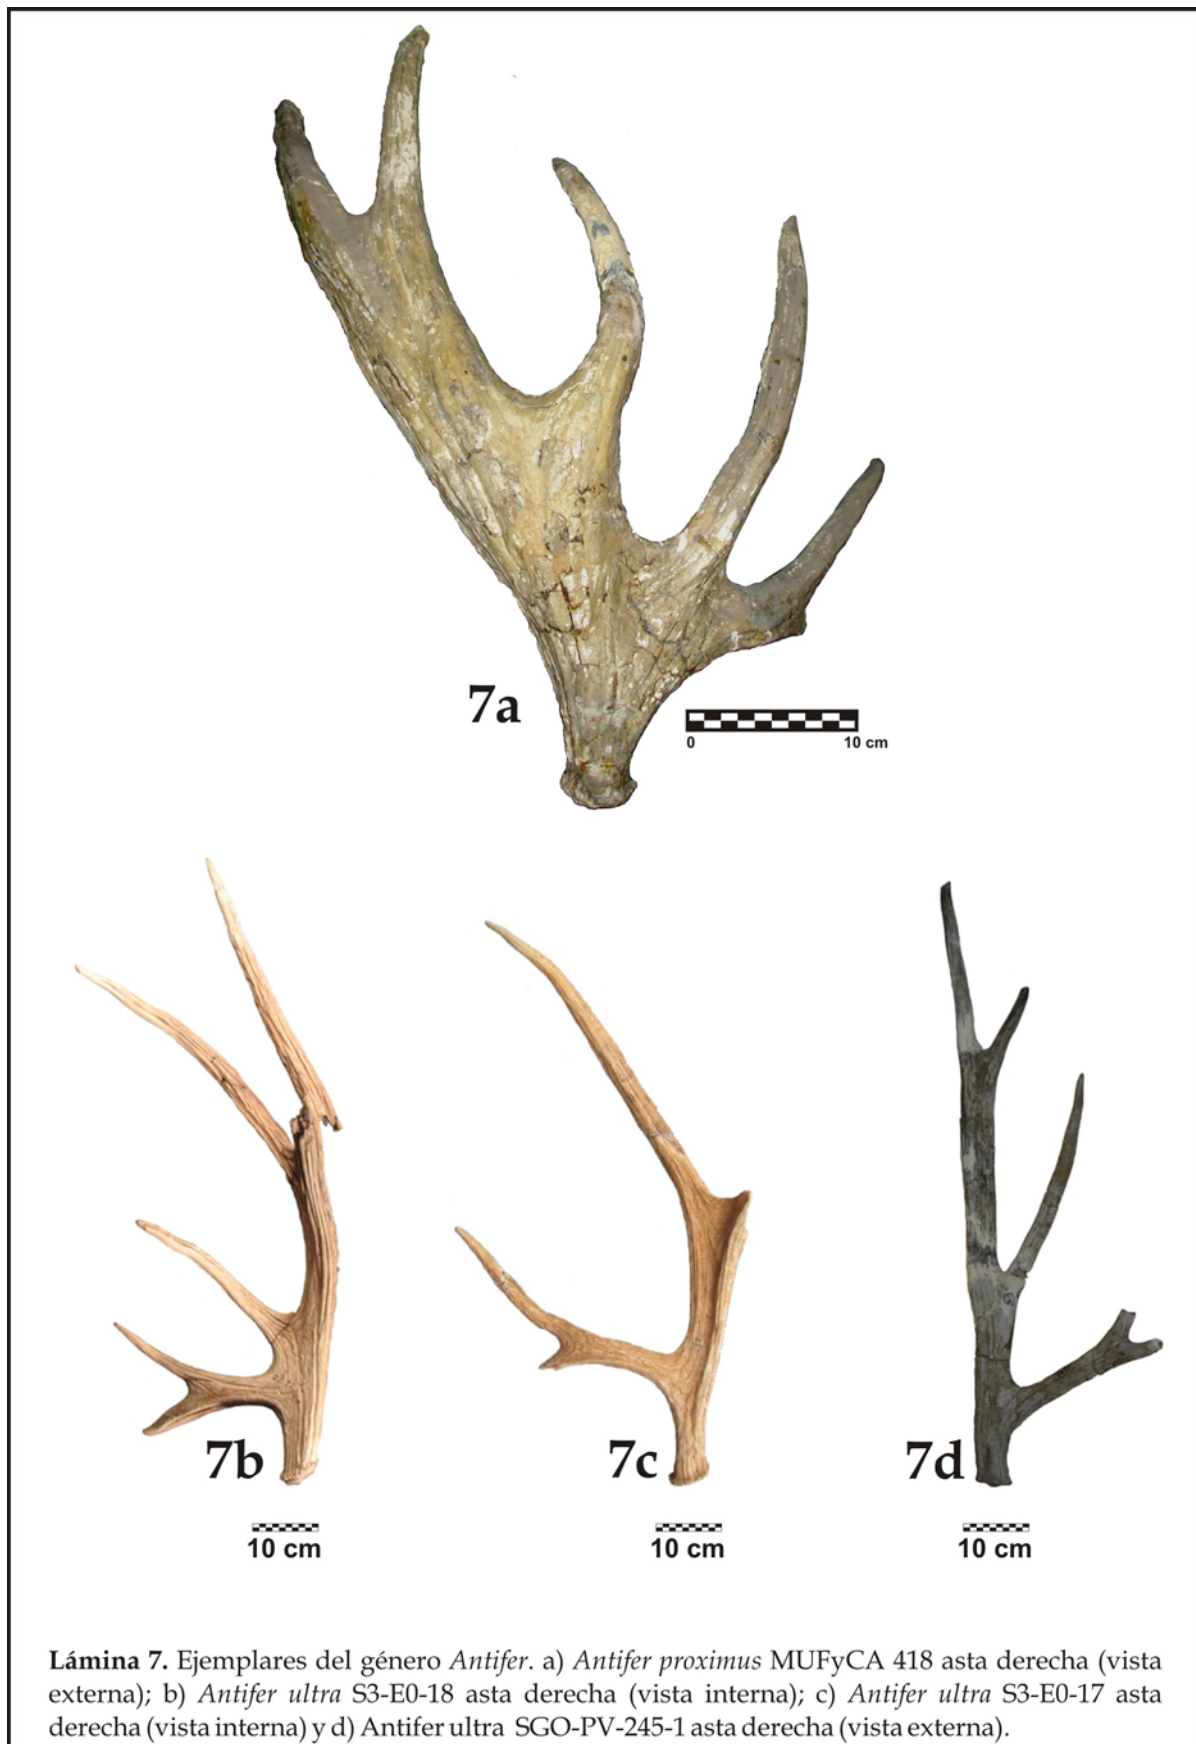 7a
0 10 cm
7b
7c
7d
10 cm
10 cm
10 cm
Lámina 7. Ejemplares del género Antifer. a) Antifer proximus MUFyCA 418 asta derecha (vista
externa); b) Antifer ultra S3-E0-18 asta derecha (vista interna); c) Antifer ultra S3-E0-17 asta
derecha (vista interna) y d) Antifer ultra SGO-PV-245-1 asta derecha (vista externa).